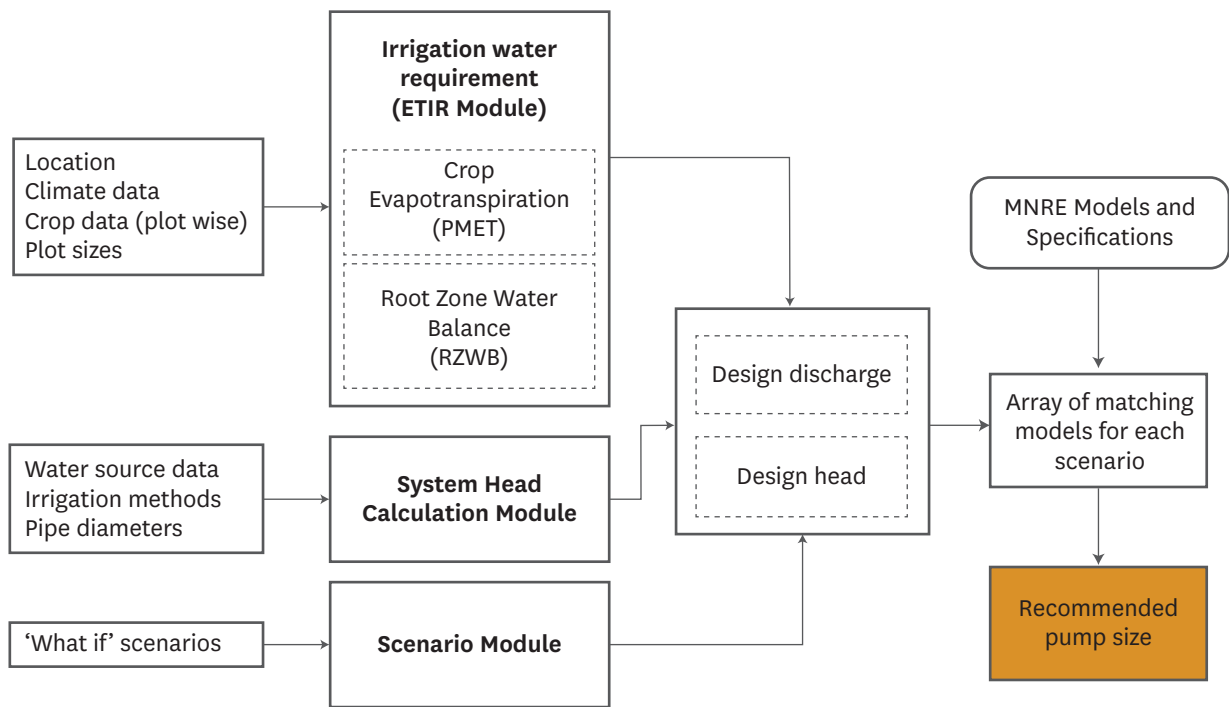 Location
Climate data
Crop data (plot wise)
Plot sizes
Irrigation water
requirement
(ETIR Module)
Crop
Evapotranspiration
(PMET)
Root Zone Water
Balance
(RZWB)
Water source data
Irrigation methods
Pipe diameters
System Head
Calculation Module
‘What if’ scenarios
Scenario Module
Design discharge
Design head
MNRE Models and
Specifications
Array of matching
models for each
scenario
Recommended
pump size